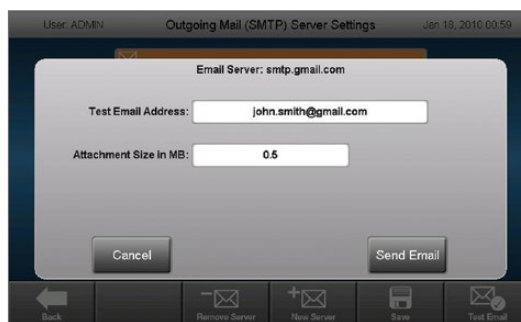 User: ADMIN Outgoing Mail (SMTP) Server Settings Jan 18, 2010 00:59
Email Server: smtp.gmail.com
Test Email Address: john.smith@gmail.com
Attachment Size in MB: 0.5
Cancel Send Email
Back Remove Server New Server Save Test Email